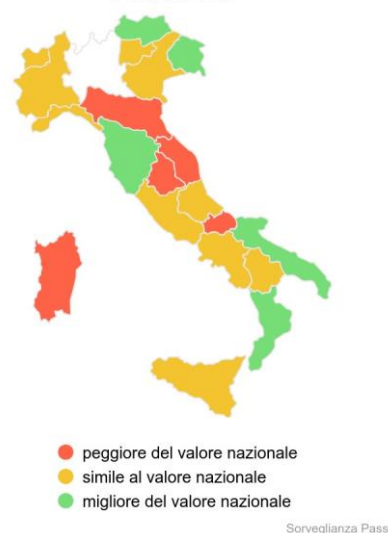 peggiore del valore nazionale
simile al valore nazionale
migliore del valore nazionale
Sorveglianza Pass